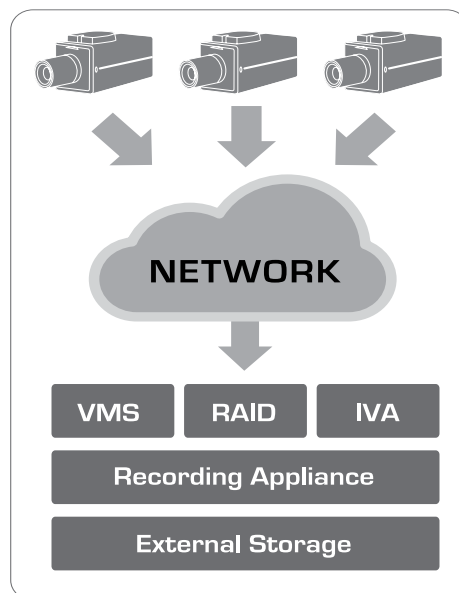 NETWORK
VMS RAID IVA
Recording Appliance
External Storage